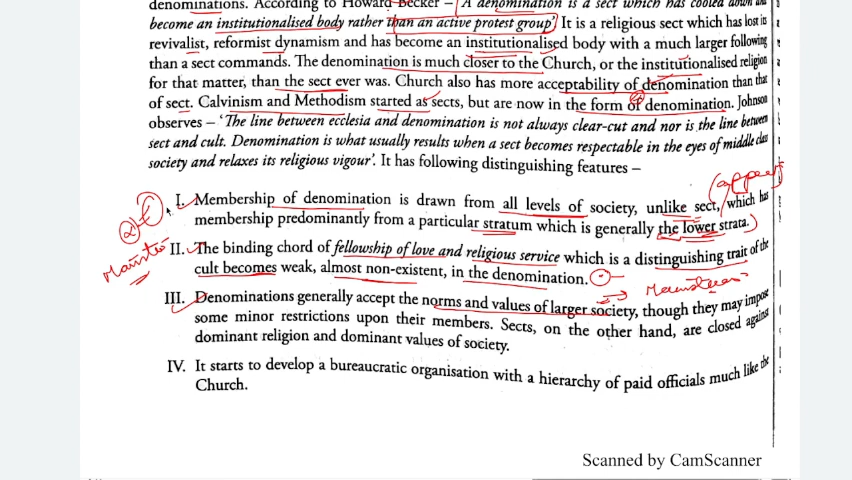 denominations. According to Howard Becker – 'A denomination is a sect which has cooled down and
become an institutionalised body rather than an active protest group'. It is a religious sect which has lost its
revivalist, reformist dynamism and has become an institutionalised body with a much larger following
than a sect commands. The denomination is much closer to the Church, or the institutionalised religion
for that matter, than the sect ever was. Church also has more acceptability of denomination than that
of sect. Calvinism and Methodism started as sects, but are now in the form of denomination. Johnson
observes – 'The line between ecclesia and denomination is not always clear-cut and nor is the line between
sect and cult. Denomination is what usually results when a sect becomes respectable in the eyes of middle class
society and relaxes its religious vigour'. It has following distinguishing features –
(appeal)
I. Membership of denomination is drawn from all levels of society, unlike sect, which has
membership predominantly from a particular stratum which is generally the lower strata.
II. The binding chord of fellowship of love and religious service which is a distinguishing trait of the
cult becomes weak, almost non-existent, in the denomination.
Mainstream
III. Denominations generally accept the norms and values of larger society, though they may impose
some minor restrictions upon their members. Sects, on the other hand, are closed against
dominant religion and dominant values of society.
IV. It starts to develop a bureaucratic organisation with a hierarchy of paid officials much like the
Church.
Scanned by CamScanner